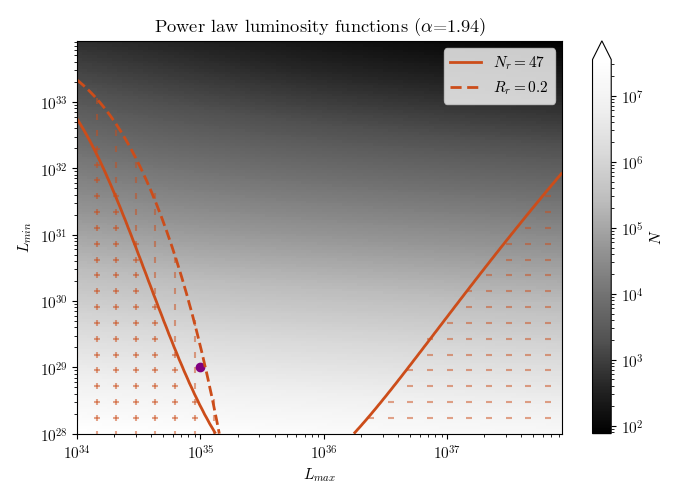 Power law luminosity functions (α=1.94)
N_r = 47
R_r = 0.2
L_min
10^33
10^32
10^31
10^30
10^29
10^28
10^34
10^35
10^36
10^37
L_max
10^7
10^6
10^5
10^4
10^3
10^2
N